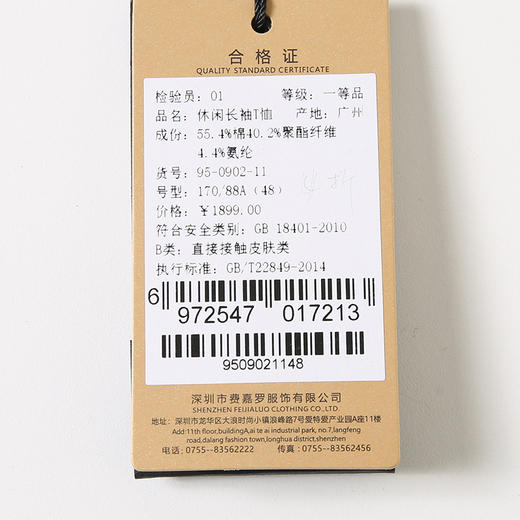 合格证
QUALITY STANDARD CERTIFICATE
检验员: 01 等级: 一等品
品名: 休闲长袖T恤 产地: 广州
成份: 55.4%棉40.2%聚酯纤维
4.4%氨纶
货号: 95-0902-11
号型: 170/88A (48)
价格: ￥1899.00
符合安全类别: GB 18401-2010
B类: 直接接触皮肤类
执行标准: GB/T22849-2014
6 972547 017213
9509021148
深圳市费嘉罗服饰有限公司
SHENZHEN FEIJIALUO CLOTHING CO.,LTD.
地址: 深圳市龙华区大浪时尚小镇浪峰路7号爱特爱产业园A座11楼
Add:11th floor,buildingA,ai te ai industrial park, no.7,langfeng
road,dalang fashion town,longhua district,shenzhen.
电话: 0755--83562222 传真: 0755--83562456